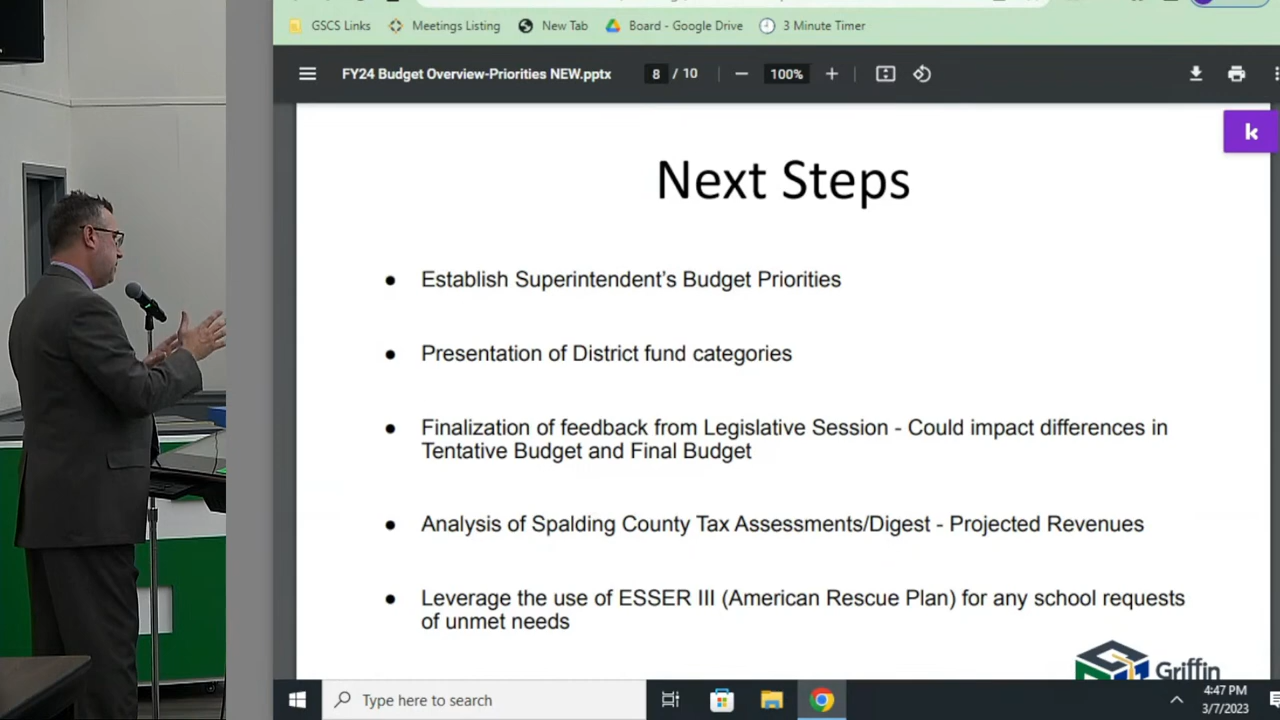 GSCS Links Meetings Listing New Tab Board - Google Drive 3 Minute Timer
FY24 Budget Overview-Priorities NEW.pptx 8 / 10 100%
k
Next Steps
● Establish Superintendent's Budget Priorities
● Presentation of District fund categories
● Finalization of feedback from Legislative Session - Could impact differences in
Tentative Budget and Final Budget
● Analysis of Spalding County Tax Assessments/Digest - Projected Revenues
● Leverage the use of ESSER III (American Rescue Plan) for any school requests
of unmet needs
Griffin
Type here to search
4:47 PM
3/7/2023